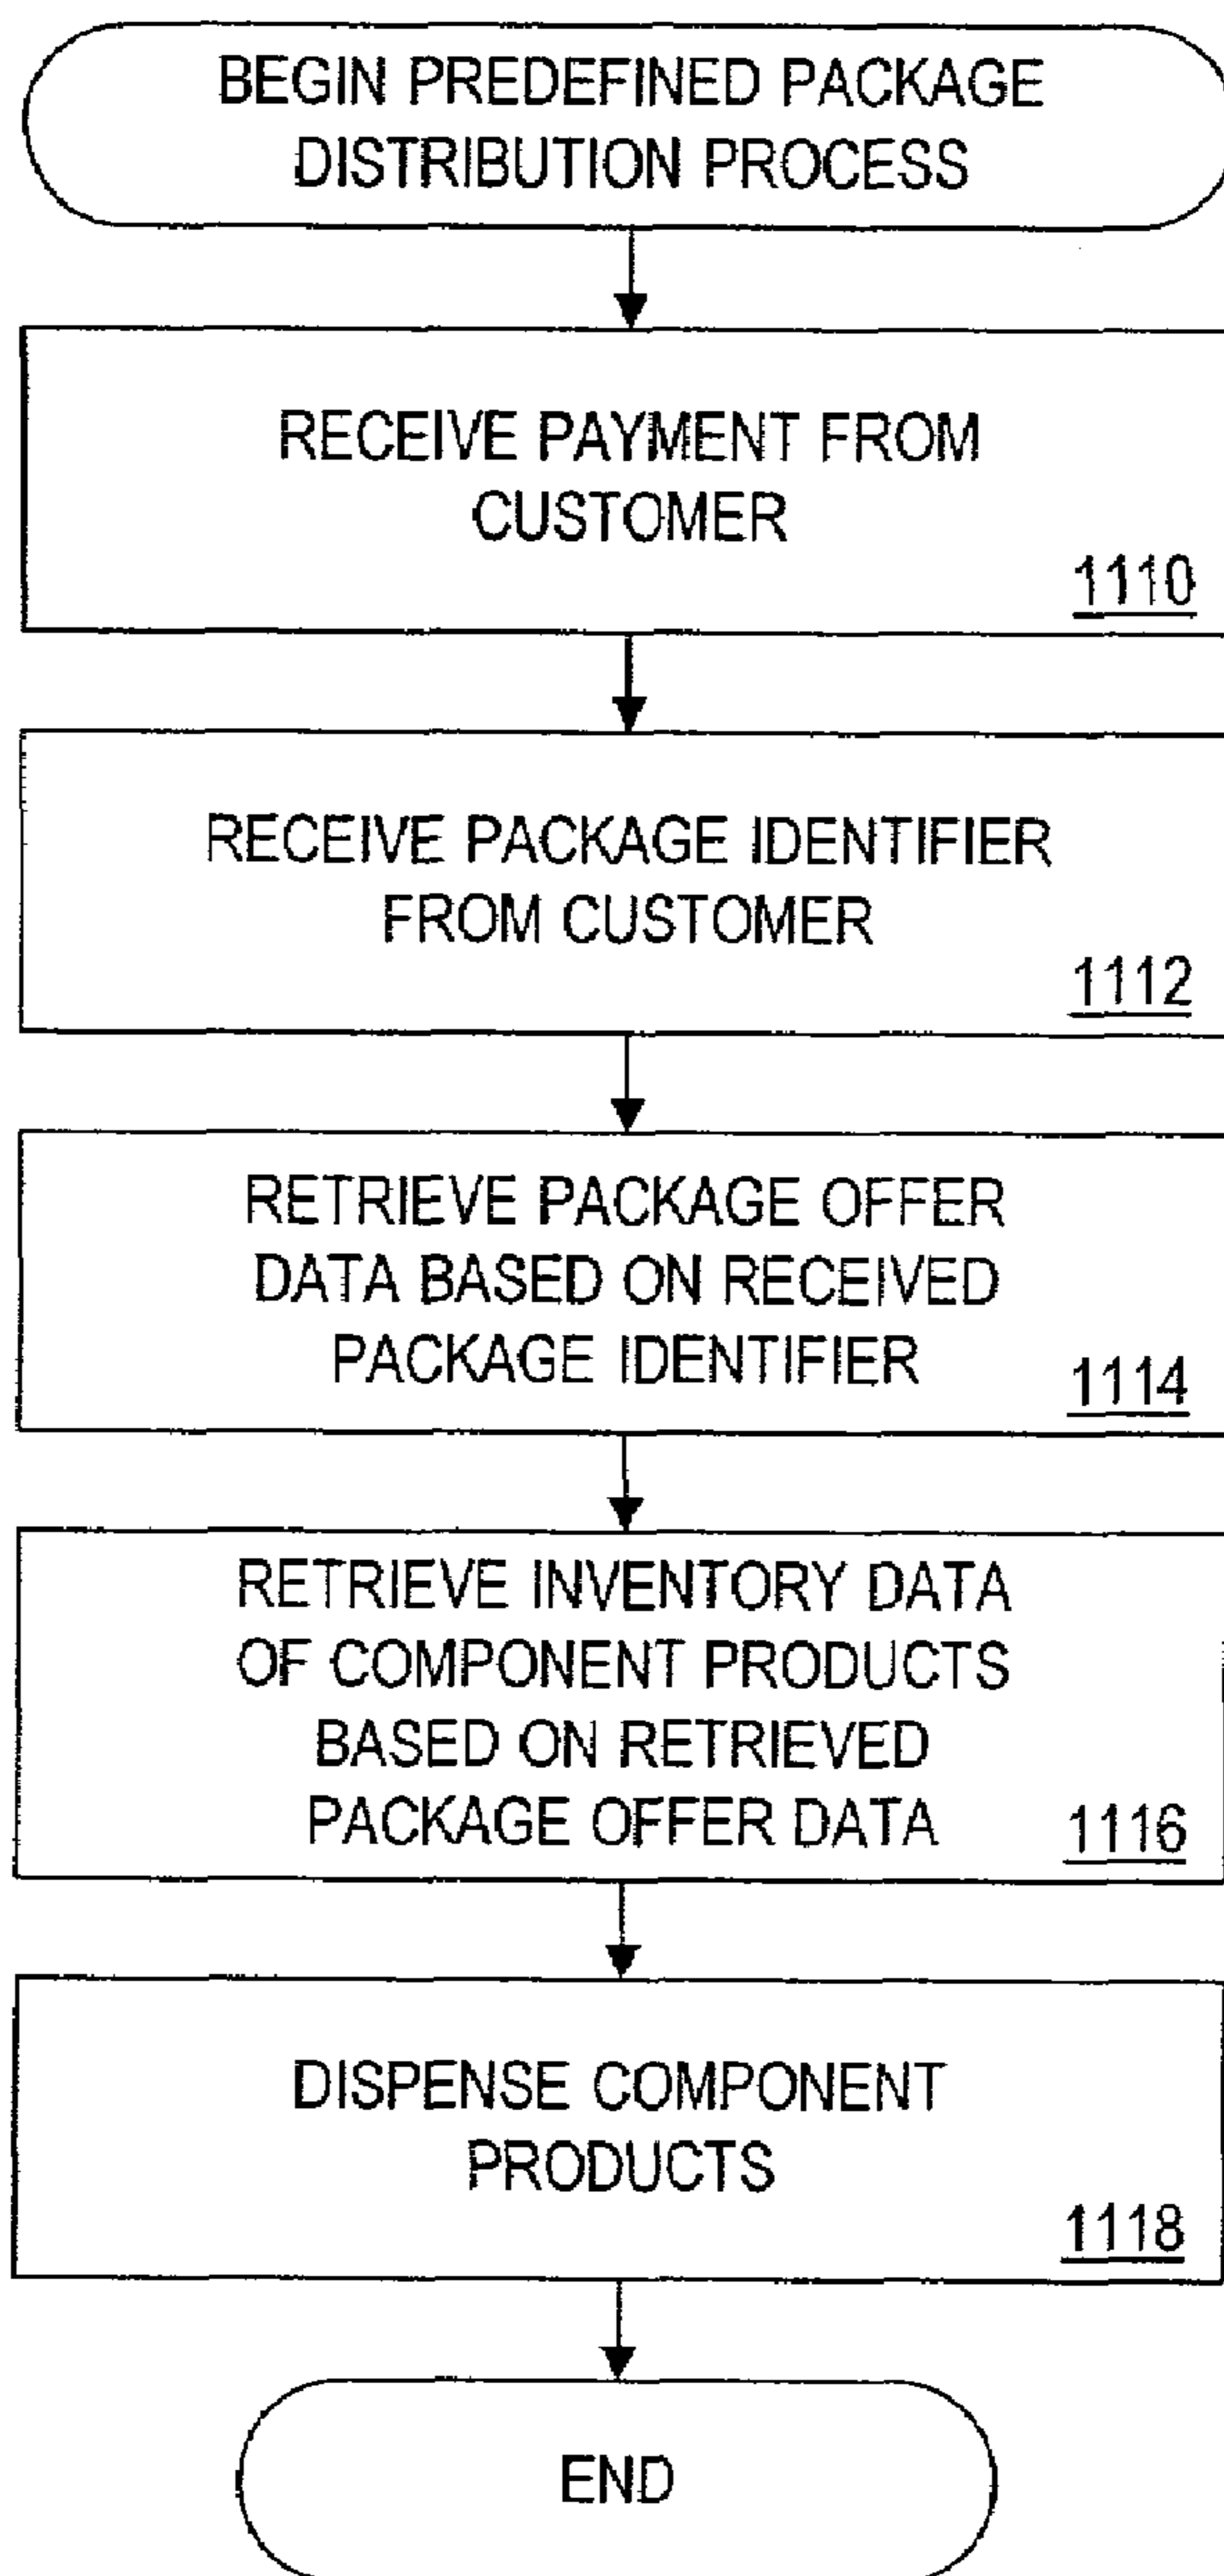 BEGIN PREDEFINED PACKAGE
DISTRIBUTION PROCESS
RECEIVE PAYMENT FROM
CUSTOMER
1110
RECEIVE PACKAGE IDENTIFIER
FROM CUSTOMER
1112
RETRIEVE PACKAGE OFFER
DATA BASED ON RECEIVED
PACKAGE IDENTIFIER
1114
RETRIEVE INVENTORY DATA
OF COMPONENT PRODUCTS
BASED ON RETRIEVED
PACKAGE OFFER DATA
1116
DISPENSE COMPONENT
PRODUCTS
1118
END